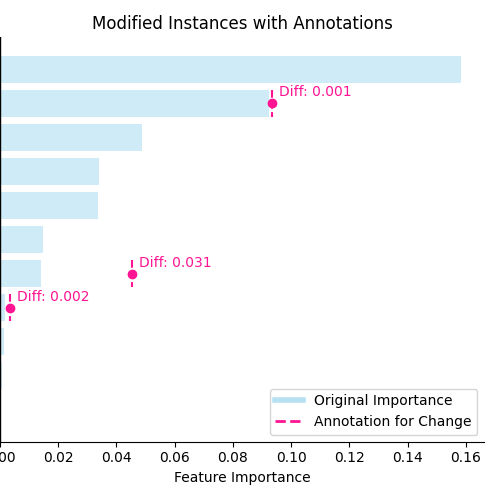 Modified Instances with Annotations
Diff: 0.001
Diff: 0.031
Diff: 0.002
Original Importance
Annotation for Change
00 0.02 0.04 0.06 0.08 0.10 0.12 0.14 0.16
Feature Importance